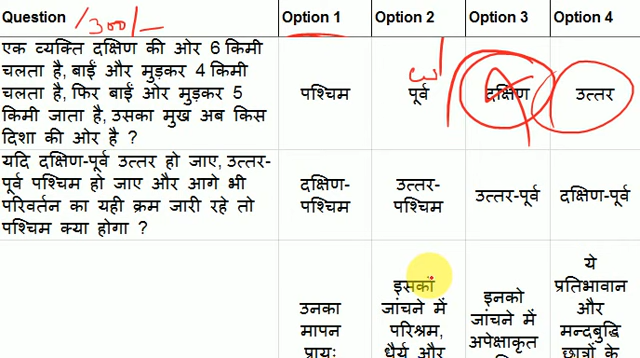 Question /300/- Option 1 Option 2 Option 3 Option 4
एक व्यक्ति दक्षिण की ओर 6 किमी
चलता है, बाईं और मुड़कर 4 किमी
चलता है, फिर बाईं ओर मुड़कर 5
किमी जाता है, उसका मुख अब किस
दिशा की ओर है ?
पश्चिम
पूर्व
दक्षिण
उत्तर
यदि दक्षिण-पूर्व उत्तर हो जाए, उत्तर-
पूर्व पश्चिम हो जाए और आगे भी
परिवर्तन का यही क्रम जारी रहे तो
पश्चिम क्या होगा ?
दक्षिण-
पश्चिम
उत्तर-
पश्चिम
उत्तर-पूर्व
दक्षिण-पूर्व
उनका
मापन
प्रायः
इसकों
जांचने में
परिश्रम,
धैर्य और
इनको
जांचने में
अपेक्षाकृत
ये
प्रतिभावान
और
मन्दबुद्धि
छात्रों के